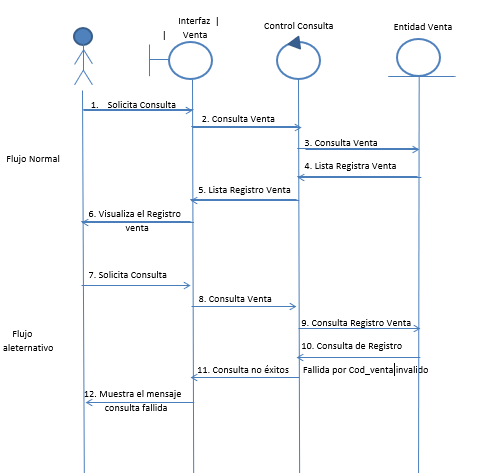 Interfaz |
| Venta
Control Consulta
Entidad Venta
1. Solicita Consulta
2. Consulta Venta
3. Consulta Venta
Flujo Normal
4. Lista Registra Venta
5. Lista Registro Venta
6. Visualiza el Registro
venta
7. Solicita Consulta
8. Consulta Venta
9. Consulta Registro Venta
Flujo
aleternativo
10. Consulta de Registro
Fallida por Cod_venta invalido
11. Consulta no éxitos
12. Muestra el mensaje
consulta fallida